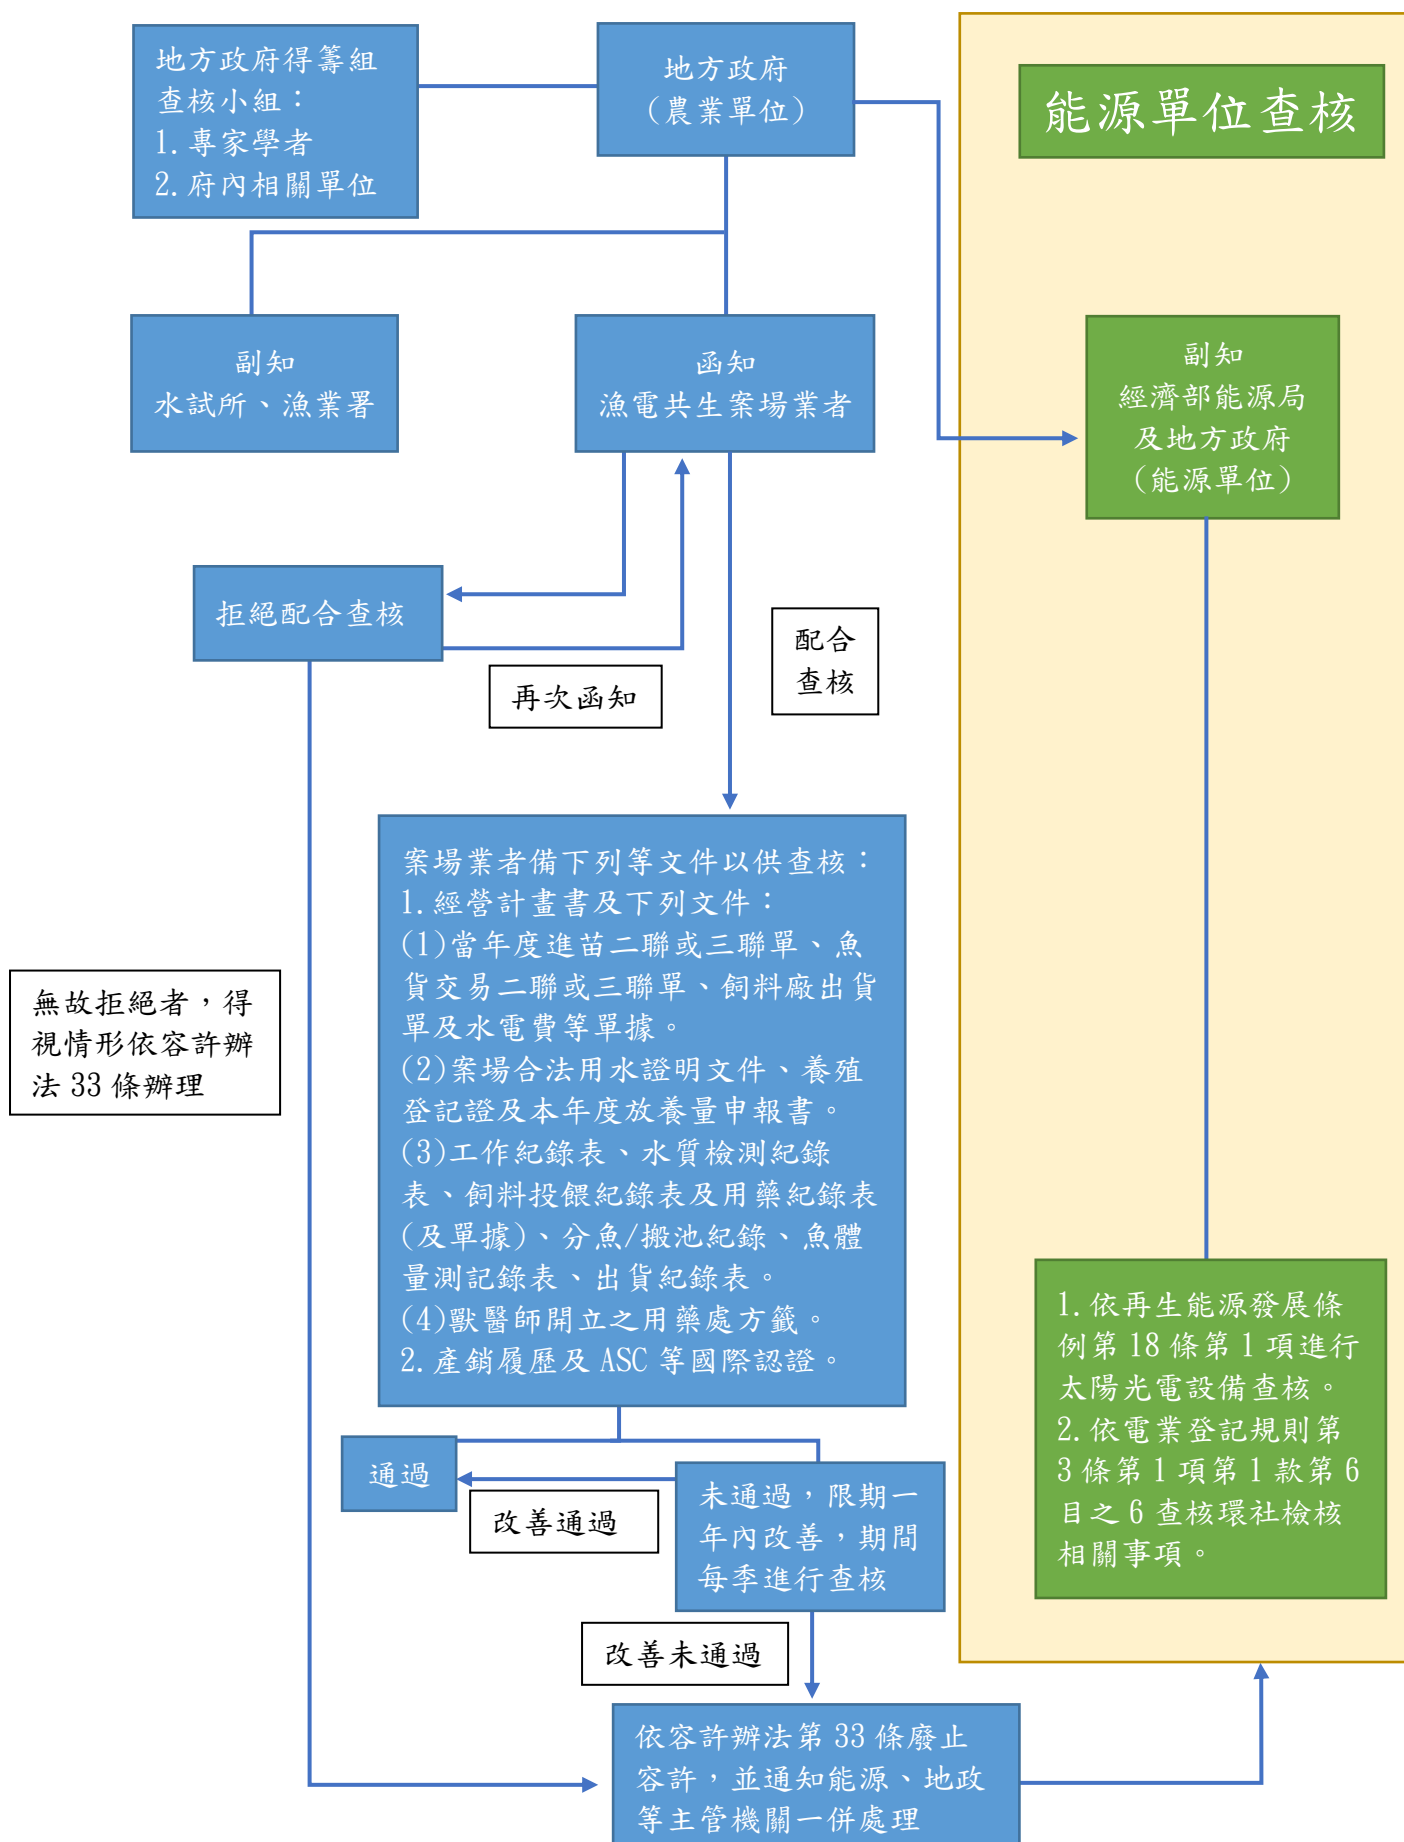 地方政府得籌組
查核小組：
1.專家學者
2.府內相關單位
地方政府
（農業單位）
能源單位查核
副知
水試所、漁業署
函知
漁電共生案場業者
副知
經濟部能源局
及地方政府
（能源單位）
拒絕配合查核
再次函知
配合
查核
案場業者備下列等文件以供查核：
1.經營計畫書及下列文件：
(1)當年度進苗二聯或三聯單、魚
貨交易二聯或三聯單、飼料廠出貨
單及水電費等單據。
(2)案場合法用水證明文件、養殖
登記證及本年度放養量申報書。
(3)工作紀錄表、水質檢測紀錄
表、飼料投餵紀錄表及用藥紀錄表
(及單據)、分魚/搬池紀錄、魚體
量測記錄表、出貨紀錄表。
(4)獸醫師開立之用藥處方籤。
2.產銷履歷及 ASC 等國際認證。
無故拒絕者，得
視情形依容許辦
法 33 條辦理
1.依再生能源發展條
例第 18 條第 1 項進行
太陽光電設備查核。
2.依電業登記規則第
3 條第 1 項第 1 款第 6
目之 6 查核環社檢核
相關事項。
通過
改善通過
未通過，限期一
年內改善，期間
每季進行查核
改善未通過
依容許辦法第 33 條廢止
容許，並通知能源、地政
等主管機關一併處理